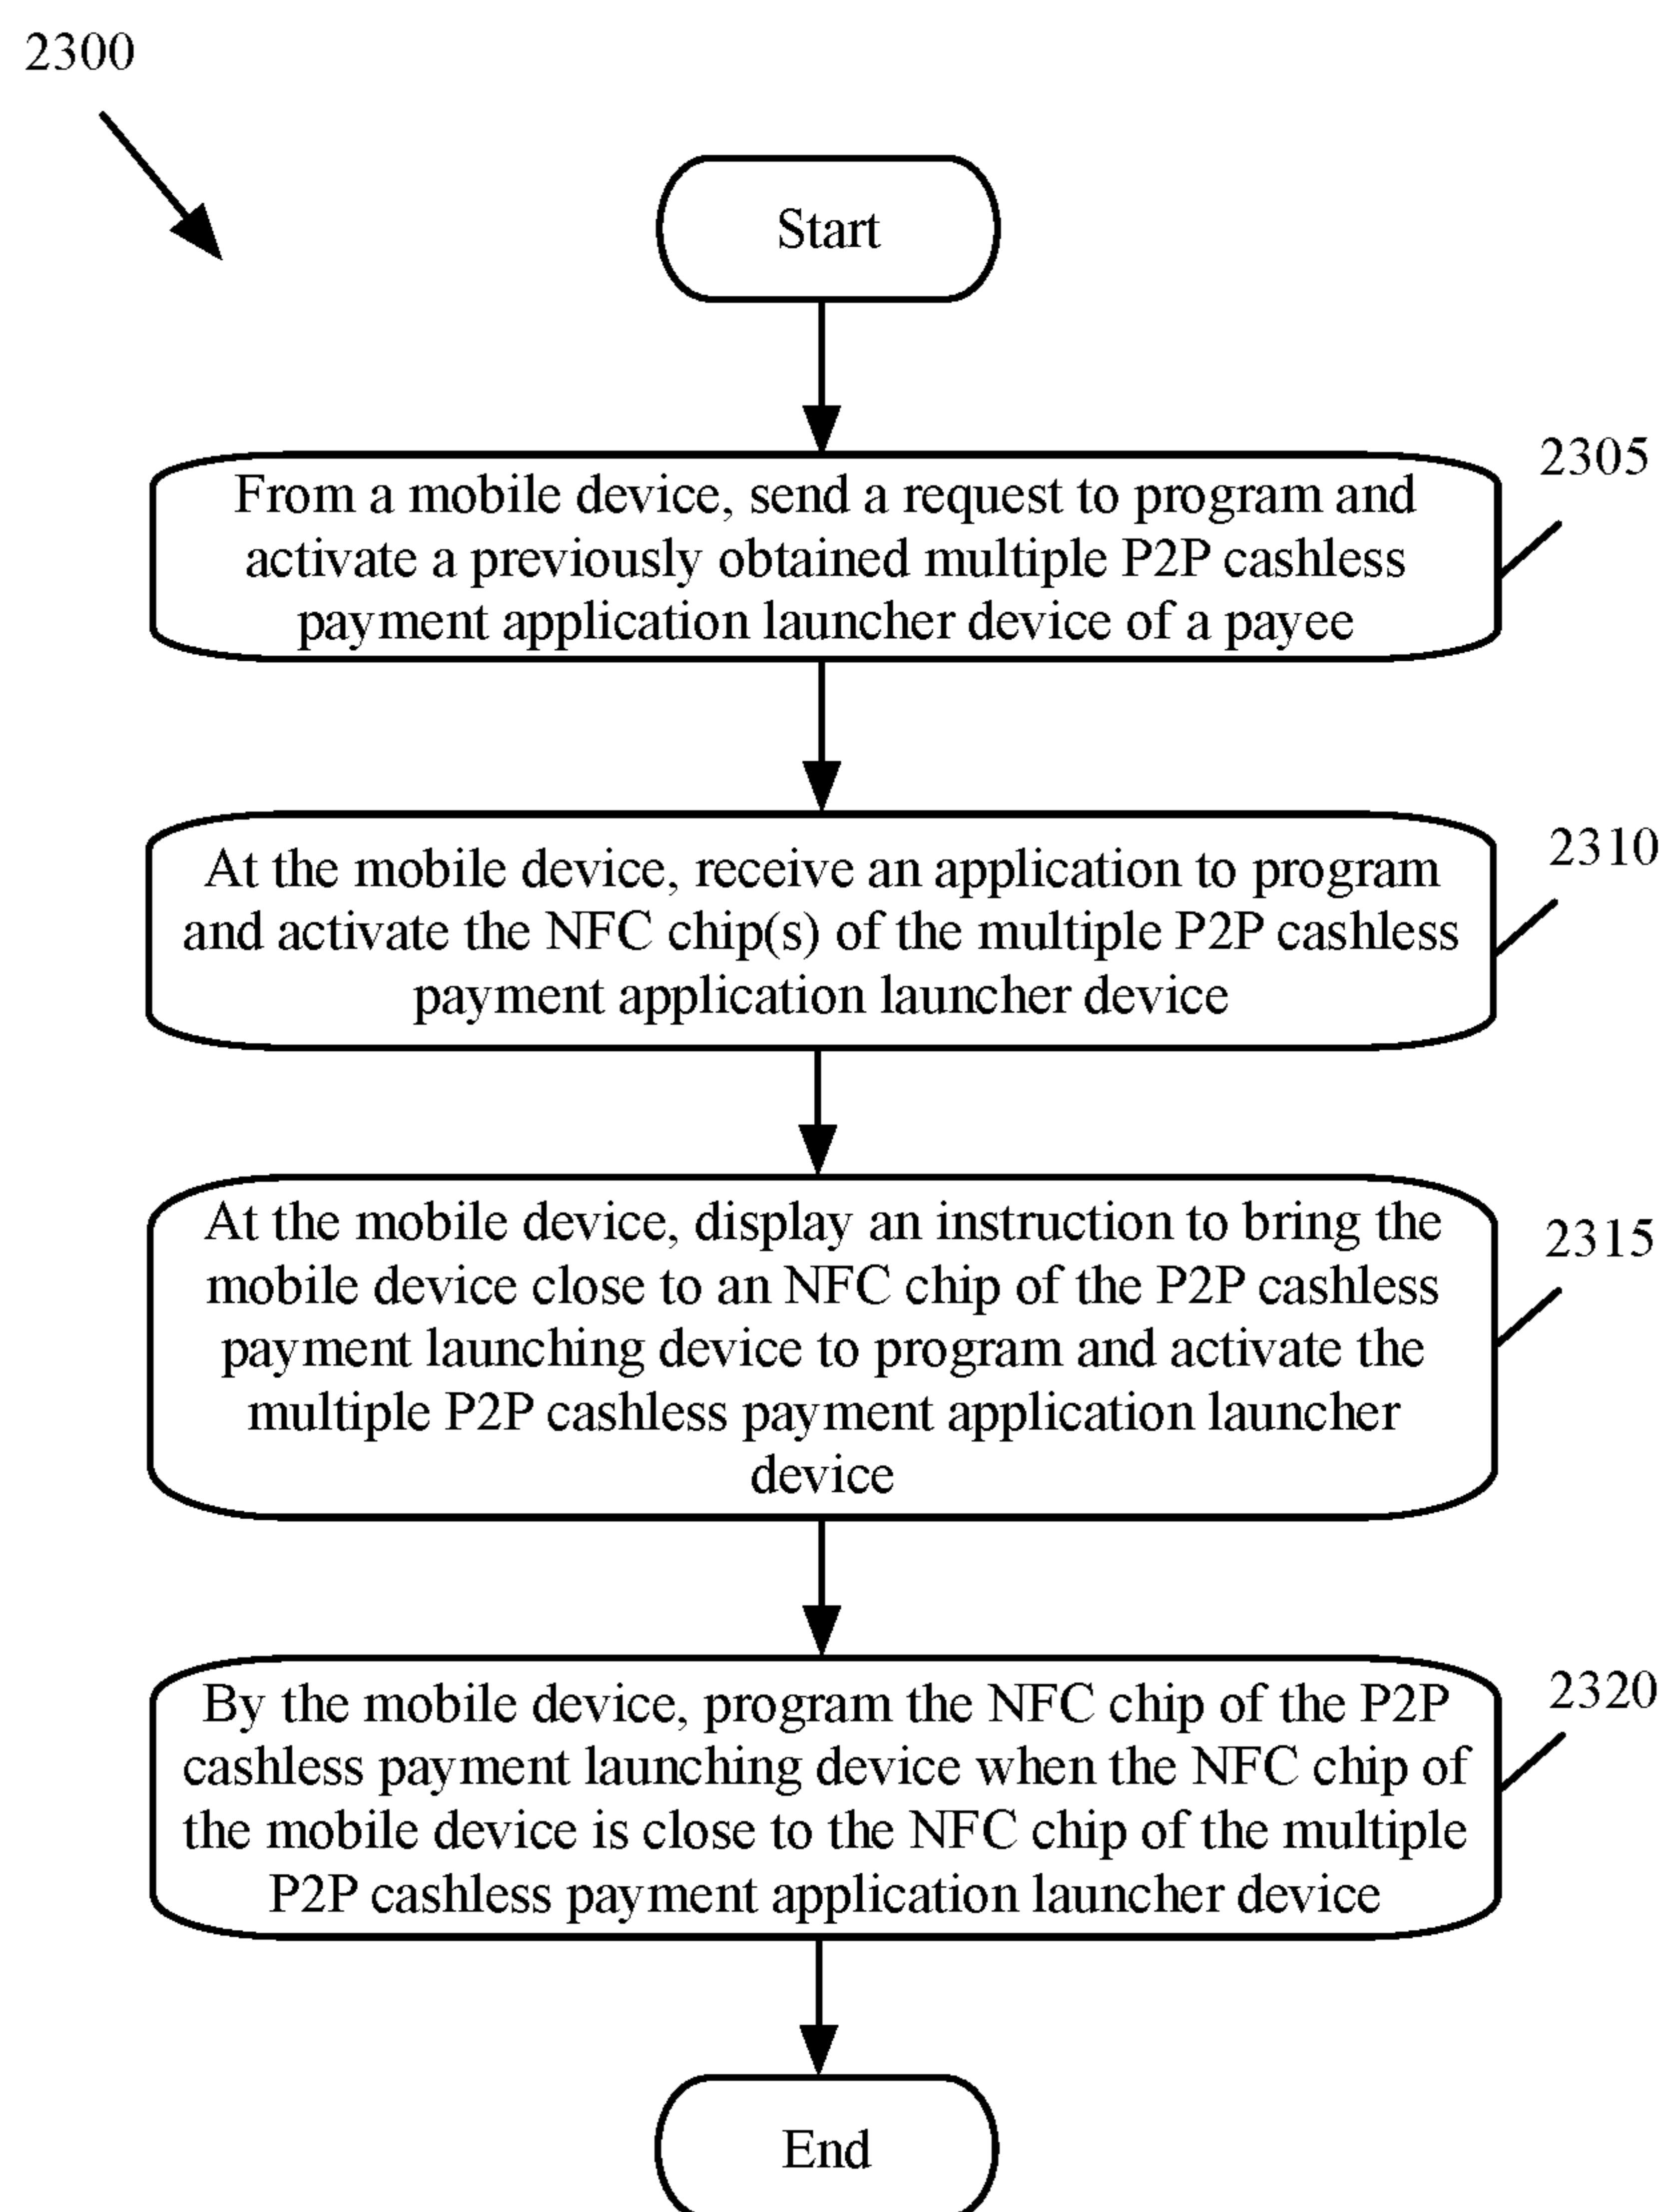 2300
Start
2305
From a mobile device, send a request to program and
activate a previously obtained multiple P2P cashless
payment application launcher device of a payee
2310
At the mobile device, receive an application to program
and activate the NFC chip(s) of the multiple P2P cashless
payment application launcher device
2315
At the mobile device, display an instruction to bring the
mobile device close to an NFC chip of the P2P cashless
payment launching device to program and activate the
multiple P2P cashless payment application launcher
device
2320
By the mobile device, program the NFC chip of the P2P
cashless payment launching device when the NFC chip of
the mobile device is close to the NFC chip of the multiple
P2P cashless payment application launcher device
End